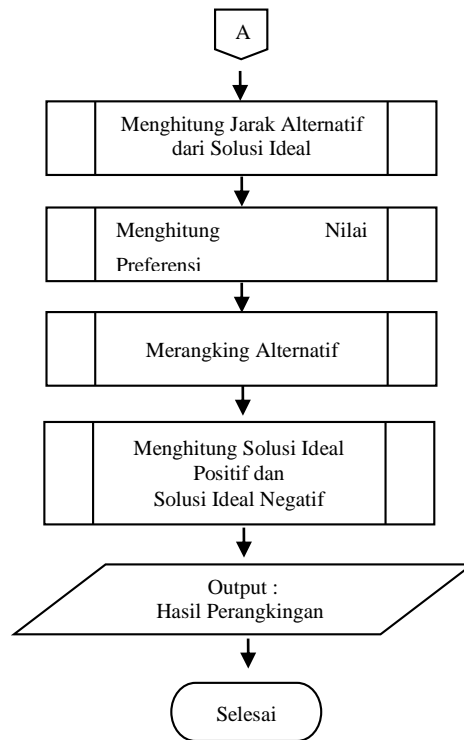 A
Menghitung Jarak Alternatif
dari Solusi Ideal
Menghitung Nilai
Preferensi
Merangking Alternatif
Menghitung Solusi Ideal
Positif dan
Solusi Ideal Negatif
Output :
Hasil Perangkingan
Selesai